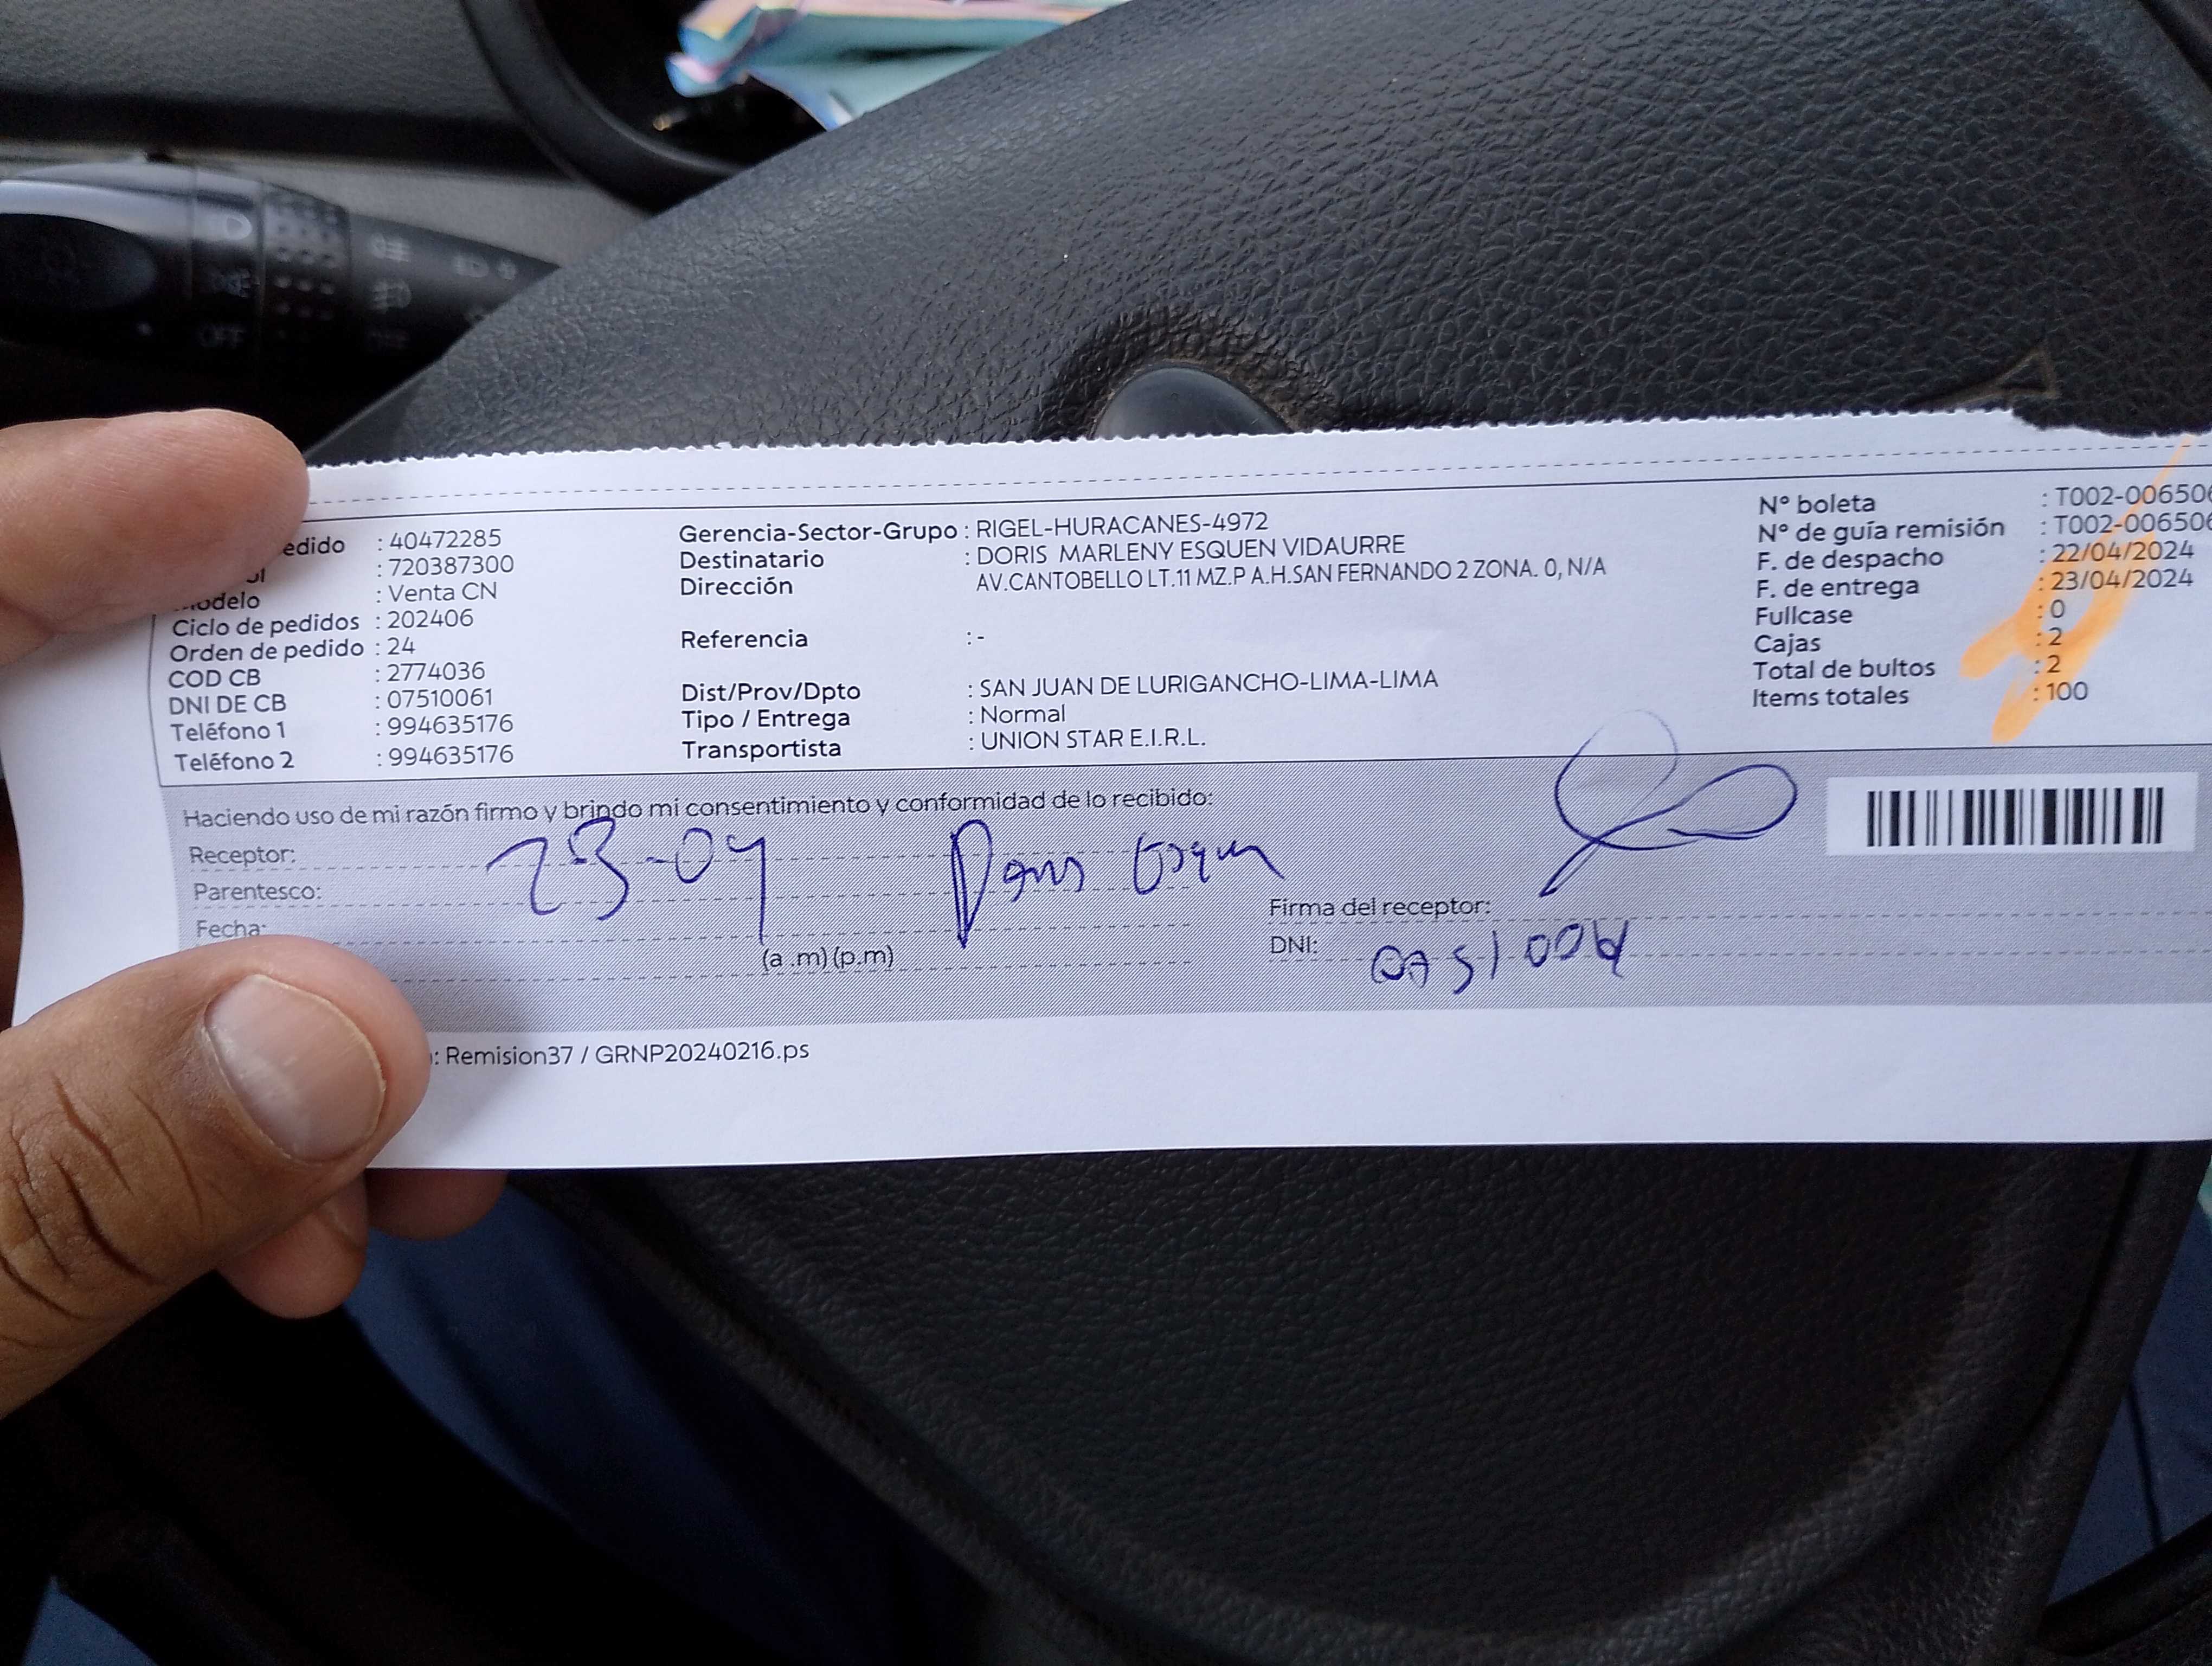 edido : 40472285
: 720387300
Modelo : Venta CN
Ciclo de pedidos : 202406
Orden de pedido : 24
COD CB : 2774036
DNI DE CB : 07510061
Teléfono 1 : 994635176
Teléfono 2 : 994635176
Gerencia-Sector-Grupo : RIGEL-HURACANES-4972
Destinatario : DORIS MARLENY ESQUEN VIDAURRE
Dirección AV.CANTOBELLO LT.11 MZ.P A.H.SAN FERNANDO 2 ZONA. 0, N/A
Referencia : -
Dist/Prov/Dpto : SAN JUAN DE LURIGANCHO-LIMA-LIMA
Tipo / Entrega : Normal
Transportista : UNION STAR E.I.R.L.
N° boleta : T002-006506
N° de guía remisión : T002-006506
F. de despacho : 22/04/2024
F. de entrega : 23/04/2024
Fullcase : 0
Cajas : 2
Total de bultos : 2
Items totales : 100
Haciendo uso de mi razón firmo y brindo mi consentimiento y conformidad de lo recibido:
Receptor:
Parentesco: 23-04 Doris Esquen
Fecha:
(a .m) (p.m)
Firma del receptor:
DNI:
: Remision37 / GRNP20240216.ps
OFF